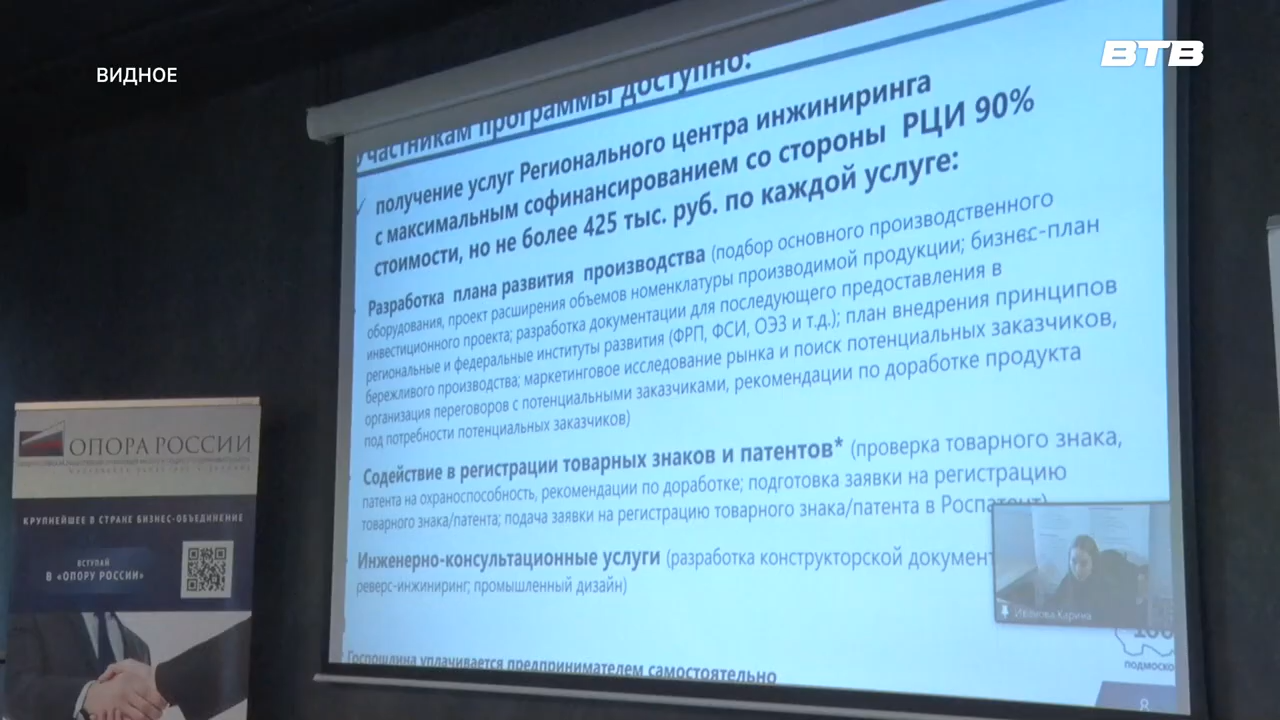 ВИДНОЕ
ВТВ
участникам программы доступно:
✓ получение услуг Регионального центра инжиниринга
с максимальным софинансированием со стороны РЦИ 90%
стоимости, но не более 425 тыс. руб. по каждой услуге:
Разработка плана развития производства (подбор основного производственного
оборудования, проект расширения объемов номенклатуры производимой продукции; бизнес-план
инвестиционного проекта; разработка документации для последующего предоставления в
региональные и федеральные институты развития (ФРП, ФСИ, ОЭЗ и т.д.); план внедрения принципов
бережливого производства; маркетинговое исследование рынка и поиск потенциальных заказчиков,
организация переговоров с потенциальными заказчиками, рекомендации по доработке продукта
под потребности потенциальных заказчиков)
Содействие в регистрации товарных знаков и патентов* (проверка товарного знака,
патента на охраноспособность, рекомендации по доработке; подготовка заявки на регистрацию
товарного знака/патента; подача заявки на регистрацию товарного знака/патента в Роспатент)
Инженерно-консультационные услуги (разработка конструкторской документ
реверс-инжиниринг; промышленный дизайн)
Госпошлина уплачивается предпринимателем самостоятельно
Карина
подмоско
8
ОПОРА РОССИИ
КРУПНЕЙШЕЕ В СТРАНЕ БИЗНЕС-ОБЪЕДИНЕНИЕ
ВСТУПАЙ
В «ОПОРУ РОССИИ»